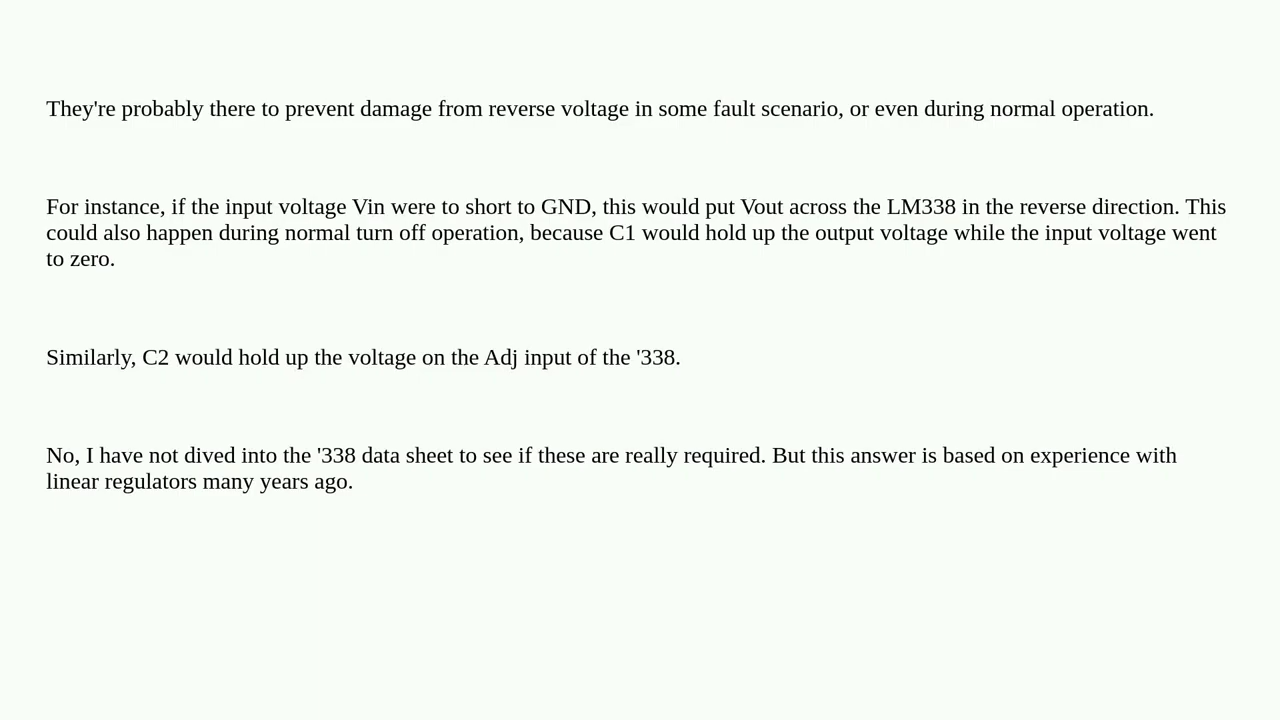 They're probably there to prevent damage from reverse voltage in some fault scenario, or even during normal operation.
For instance, if the input voltage Vin were to short to GND, this would put Vout across the LM338 in the reverse direction. This
could also happen during normal turn off operation, because C1 would hold up the output voltage while the input voltage went
to zero.
Similarly, C2 would hold up the voltage on the Adj input of the '338.
No, I have not dived into the '338 data sheet to see if these are really required. But this answer is based on experience with
linear regulators many years ago.